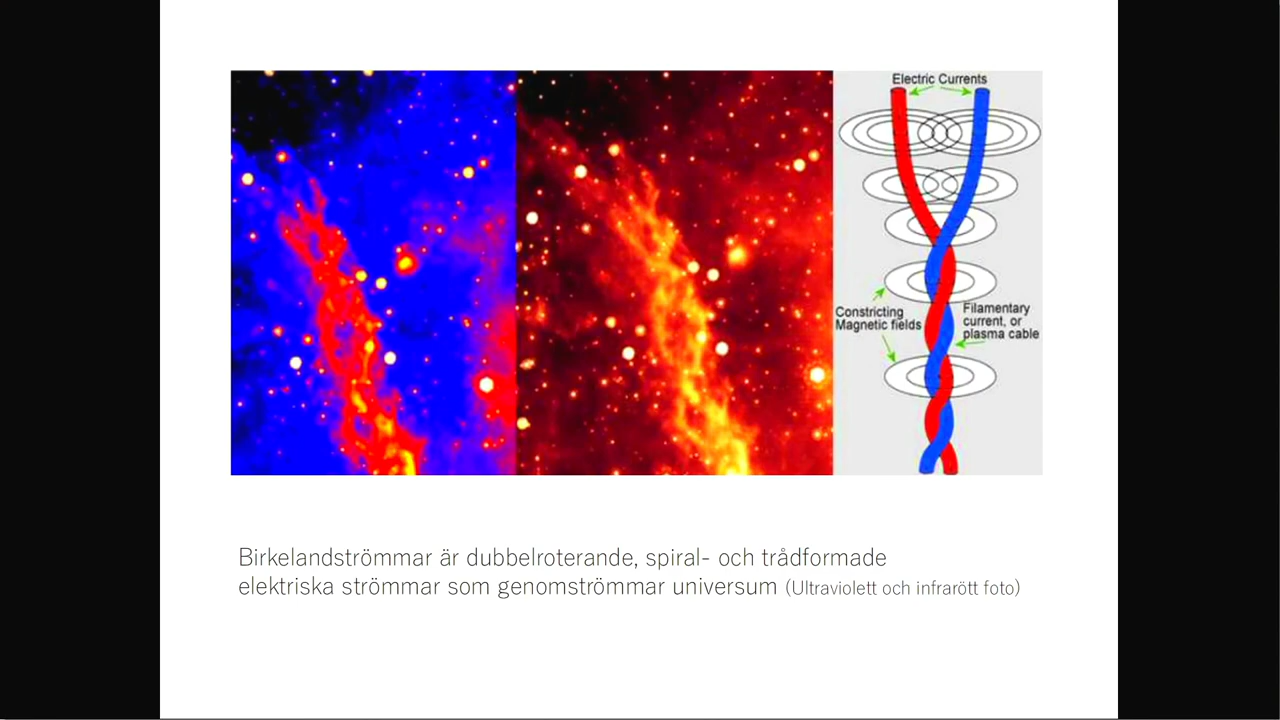 Electric Currents
Constricting
Magnetic fields
Filamentary
current, or
plasma cable
Birkelandströmmar är dubbelroterande, spiral- och trådformade
elektriska strömmar som genomströmmar universum (Ultraviolett och infrarött foto)